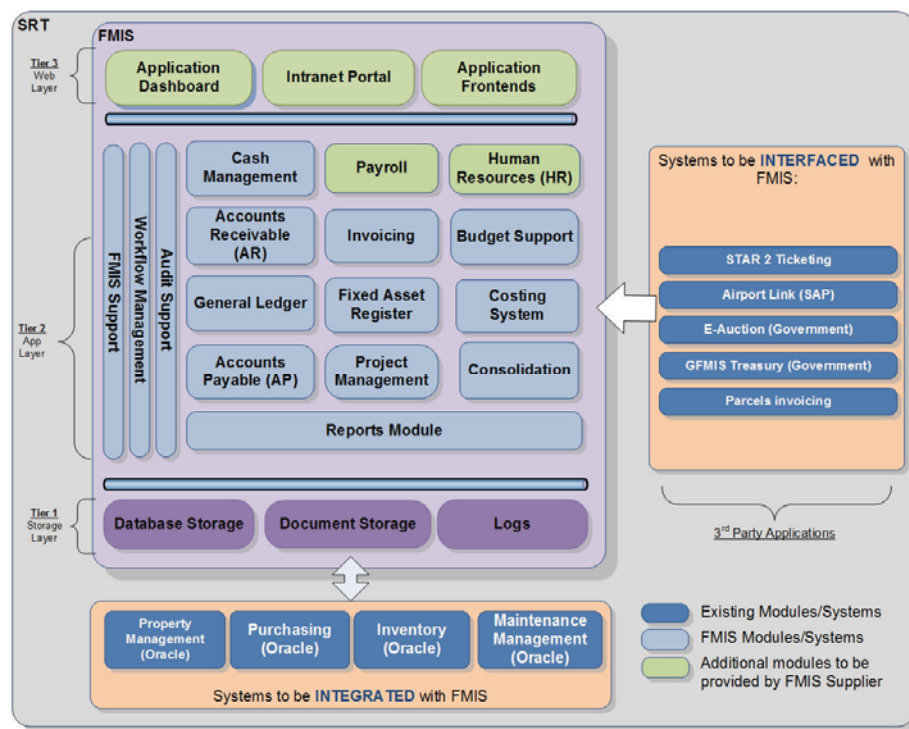 SRT
FMIS
Tier 3
Web
Layer
Application
Dashboard
Intranet Portal
Application
Frontends
Tier 2
App
Layer
FMIS Support
Workflow Management
Audit Support
Cash
Management
Payroll
Human
Resources (HR)
Accounts
Receivable
(AR)
Invoicing
Budget Support
General Ledger
Fixed Asset
Register
Costing
System
Accounts
Payable (AP)
Project
Management
Consolidation
Reports Module
Tier 1
Storage
Layer
Database Storage
Document Storage
Logs
Systems to be INTERFACED with
FMIS:
STAR 2 Ticketing
Airport Link (SAP)
E-Auction (Government)
GFMIS Treasury (Government)
Parcels invoicing
3rd Party Applications
Property
Management
(Oracle)
Purchasing
(Oracle)
Inventory
(Oracle)
Maintenance
Management
(Oracle)
Systems to be INTEGRATED with FMIS
Existing Modules/Systems
FMIS Modules/Systems
Additional modules to be
provided by FMIS Supplier